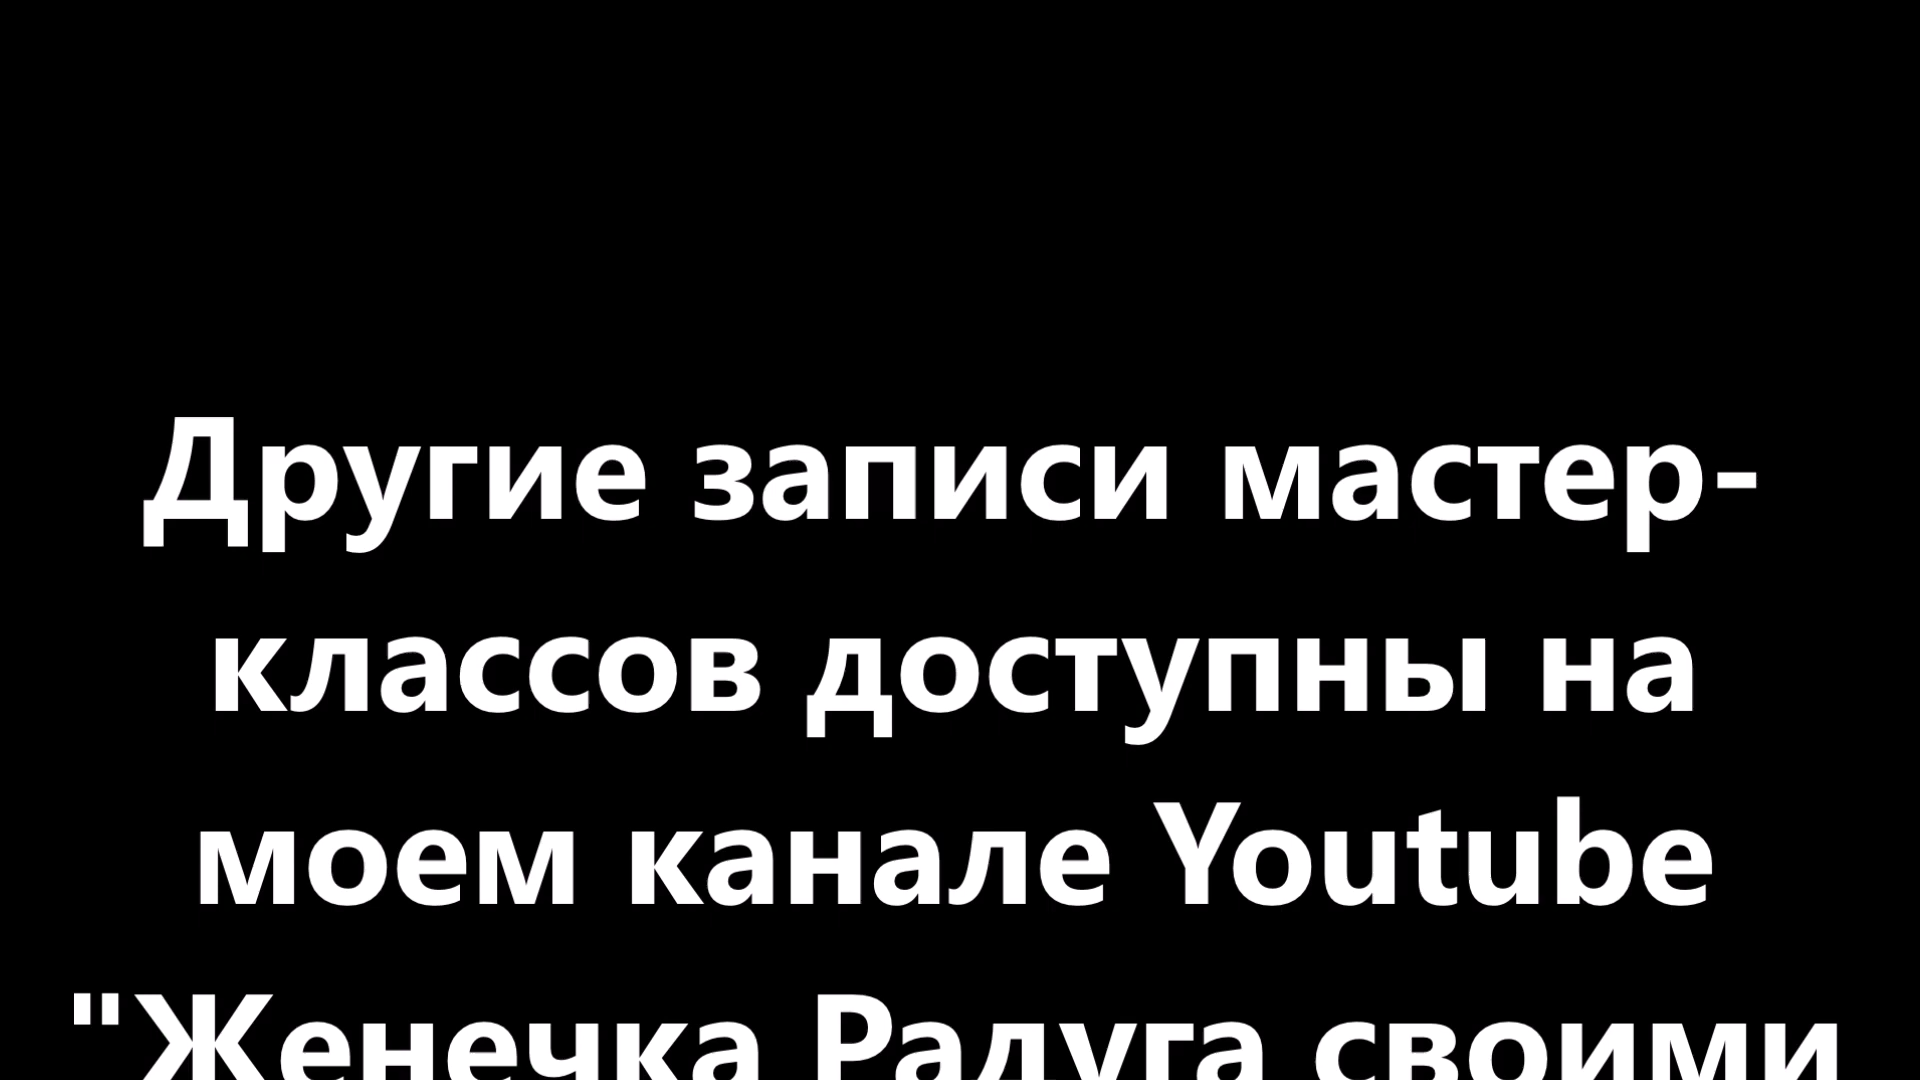 Другие записи мастер-
классов доступны на
моем канале Youtube
"Женечка Радуга своими